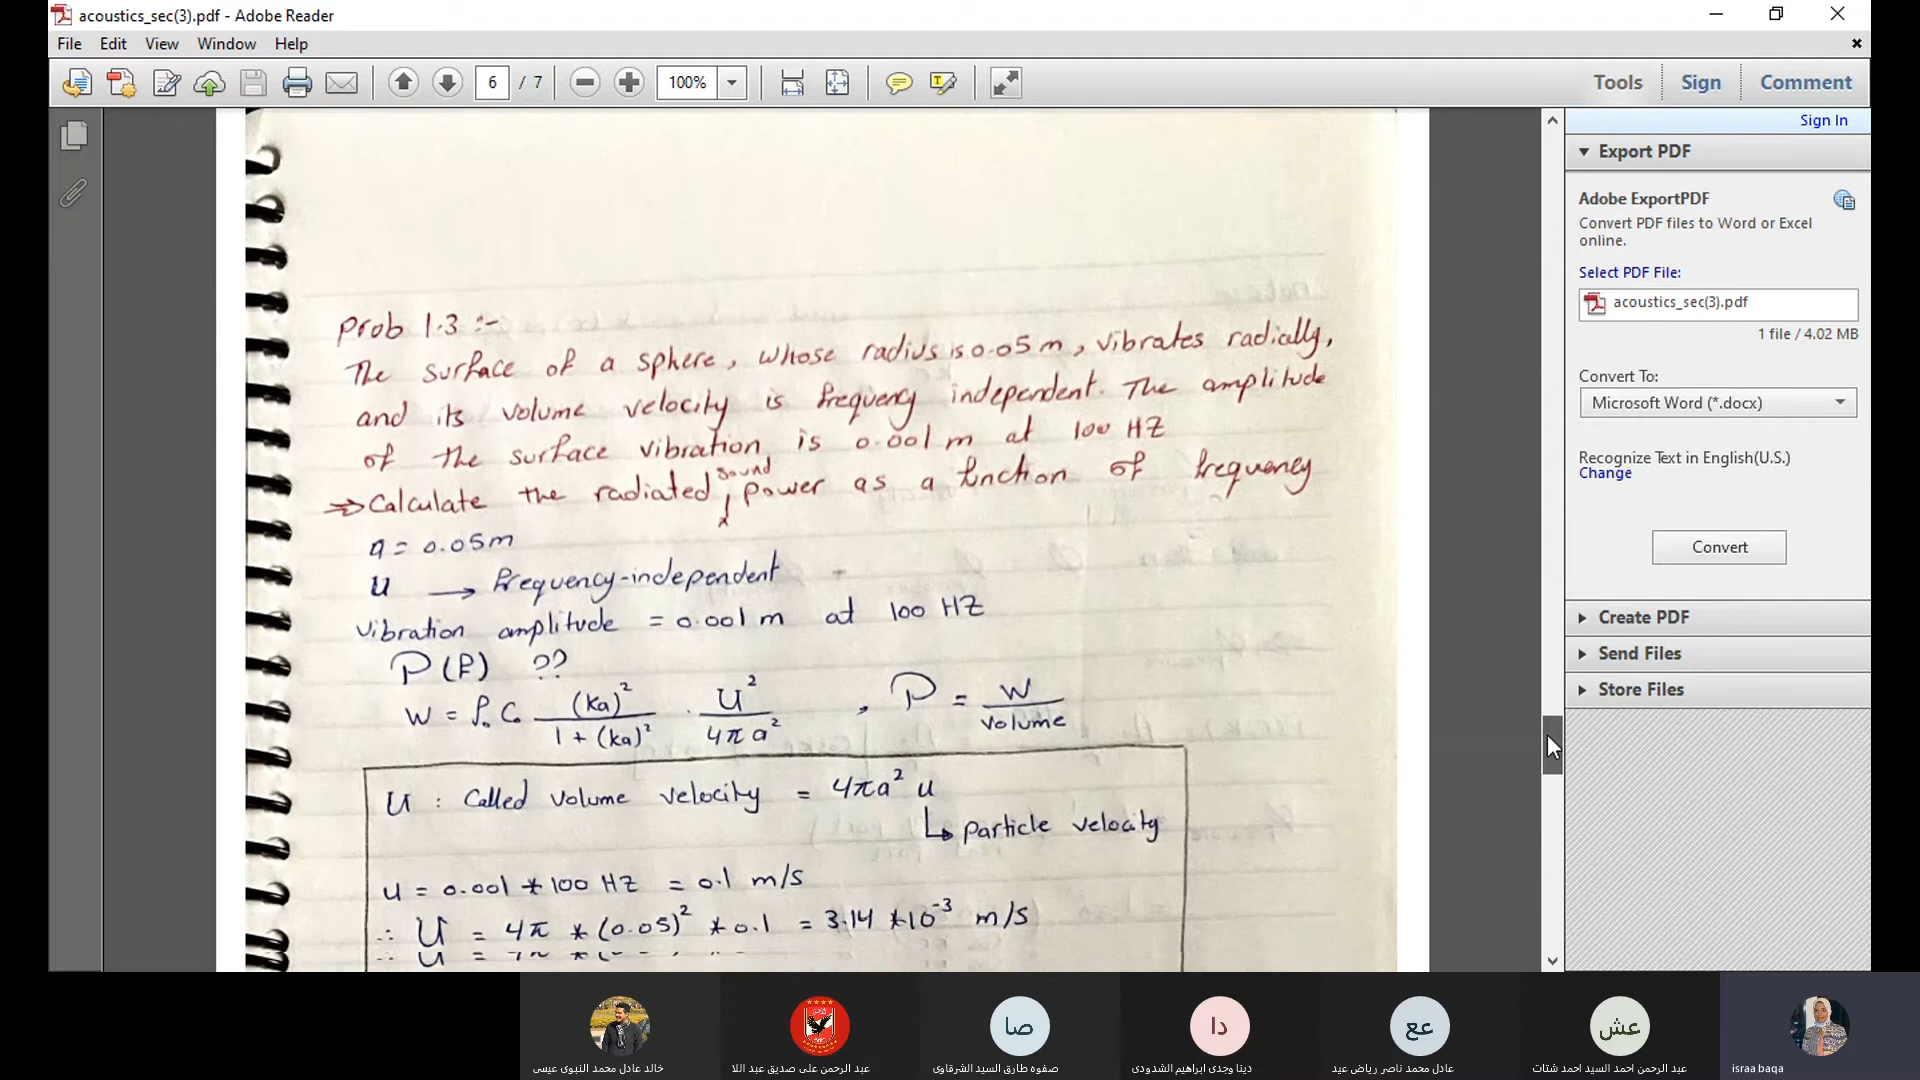 acoustics_sec(3).pdf - Adobe Reader
File Edit View Window Help
6 / 7 100% Tools Sign Comment
Sign In
Export PDF
Adobe ExportPDF
Convert PDF files to Word or Excel
online.
Select PDF File:
acoustics_sec(3).pdf
1 file / 4.02 MB
Convert To:
Microsoft Word (*.docx)
Recognize Text in English(U.S.)
Change
Convert
Create PDF
Send Files
Store Files
Prob 1.3 :-
The surface of a sphere, whose radius is 0.05 m, vibrates radially,
and its volume velocity is frequency independent. The amplitude
of the surface vibration is 0.001 m at 100 HZ
⇒ Calculate the radiated sound power as a function of frequency
a = 0.05m
U → frequency-independent
vibration amplitude = 0.001 m at 100 HZ
P(f) ??
W = ρ₀ C₀ (ka)² / 1 + (ka)² · U² / 4πa² , P = W / volume
U : Called volume velocity = 4πa² u
↳ particle velocity
u = 0.001 * 100 HZ = 0.1 m/s
∴ U = 4π * (0.05)² * 0.1 = 3.14 * 10⁻³ m/s
خالد عادل محمد النبوى عيسى
عبد الرحمن على صديق عبد اللا
صا
صفوه طارق السيد الشرقاوى
دا
دينا وجدى ابراهيم الشدودى
عع
عادل محمد ناصر رياض عيد
عش
عبد الرحمن احمد السيد احمد شتات
israa baqa